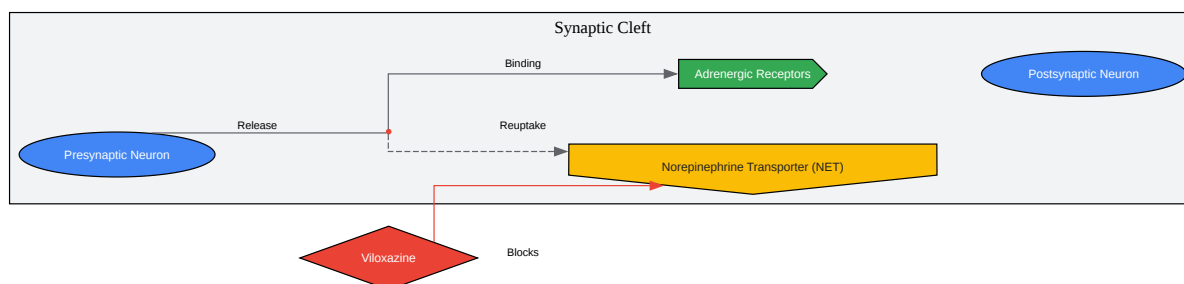 Synaptic Cleft
Binding
Adrenergic Receptors
Postsynaptic Neuron
Release
Reuptake
Presynaptic Neuron
Norepinephrine Transporter (NET)
Viloxazine
Blocks